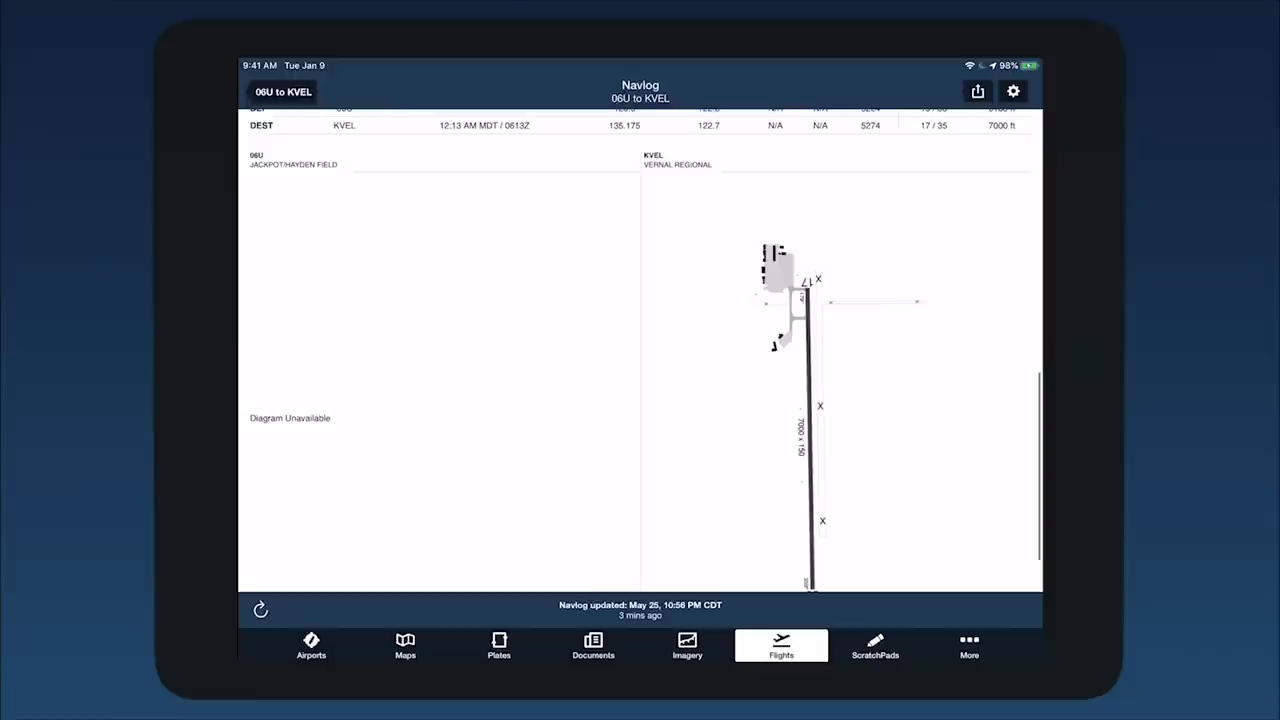 9:41 AM Tue Jan 9
98%
06U to KVEL
Navlog
06U to KVEL
DEST KVEL 12:13 AM MDT / 0613Z 135.175 122.7 N/A N/A 5274 17 / 35 7000 ft
06U
JACKPOT/HAYDEN FIELD
KVEL
VERNAL REGIONAL
17
X
X
7000 x 150
X
Diagram Unavailable
Navlog updated: May 25, 10:56 PM CDT
3 mins ago
Airports
Maps
Plates
Documents
Imagery
Flights
ScratchPads
More